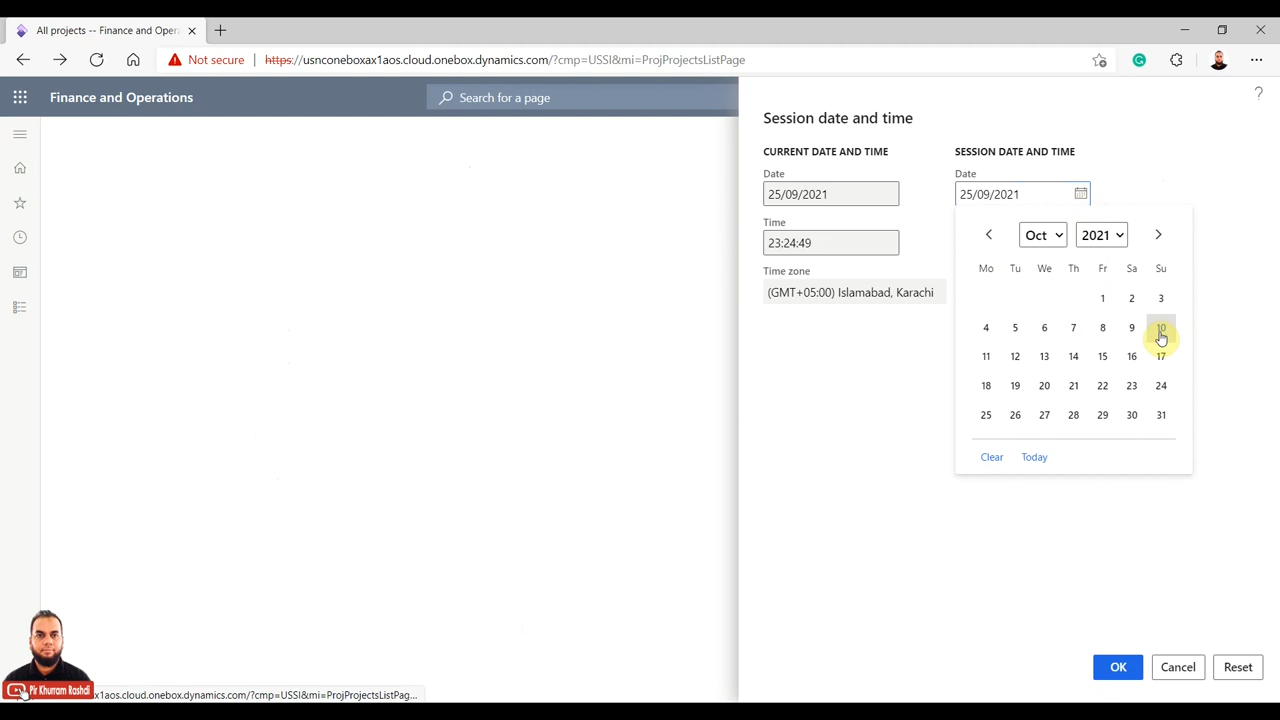 All projects -- Finance and Opera
Not secure
https://usnconeboxax1aos.cloud.onebox.dynamics.com/?cmp=USSI&mi=ProjProjectsListPage
Finance and Operations
Search for a page
?
Session date and time
CURRENT DATE AND TIME
Date
25/09/2021
Time
23:24:49
Time zone
(GMT+05:00) Islamabad, Karachi
SESSION DATE AND TIME
Date
25/09/2021
Oct 2021
Mo Tu We Th Fr Sa Su
1 2 3
4 5 6 7 8 9 10
11 12 13 14 15 16 17
18 19 20 21 22 23 24
25 26 27 28 29 30 31
Clear Today
OK Cancel Reset
Pir Khurram Rashdi
x1aos.cloud.onebox.dynamics.com/?cmp=USSI&mi=ProjProjectsListPag...